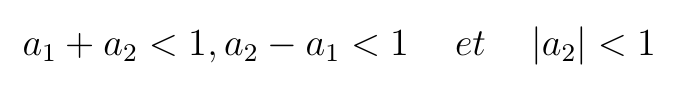 a₁ + a₂ < 1, a₂ − a₁ < 1 et |a₂| < 1